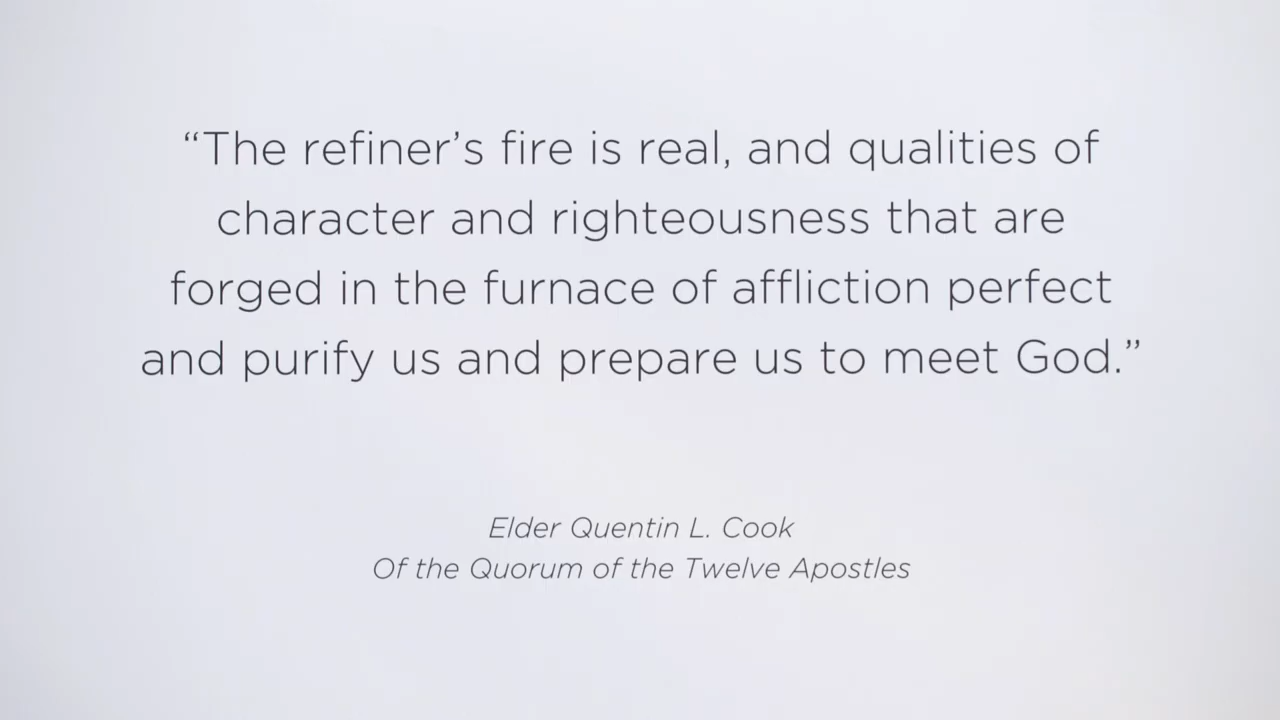 “The refiner’s fire is real, and qualities of
character and righteousness that are
forged in the furnace of affliction perfect
and purify us and prepare us to meet God.”
Elder Quentin L. Cook
Of the Quorum of the Twelve Apostles